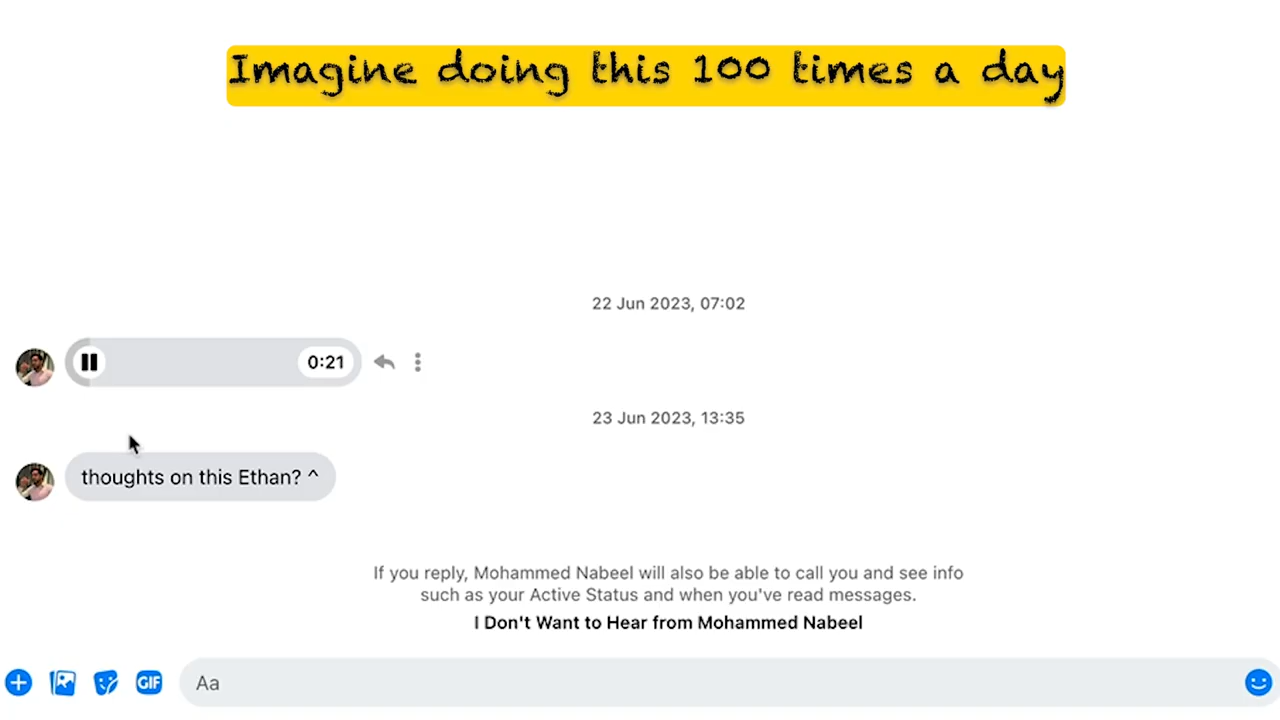 Imagine doing this 100 times a day
22 Jun 2023, 07:02
0:21
23 Jun 2023, 13:35
thoughts on this Ethan? ^
If you reply, Mohammed Nabeel will also be able to call you and see info
such as your Active Status and when you've read messages.
I Don't Want to Hear from Mohammed Nabeel
GIF
Aa